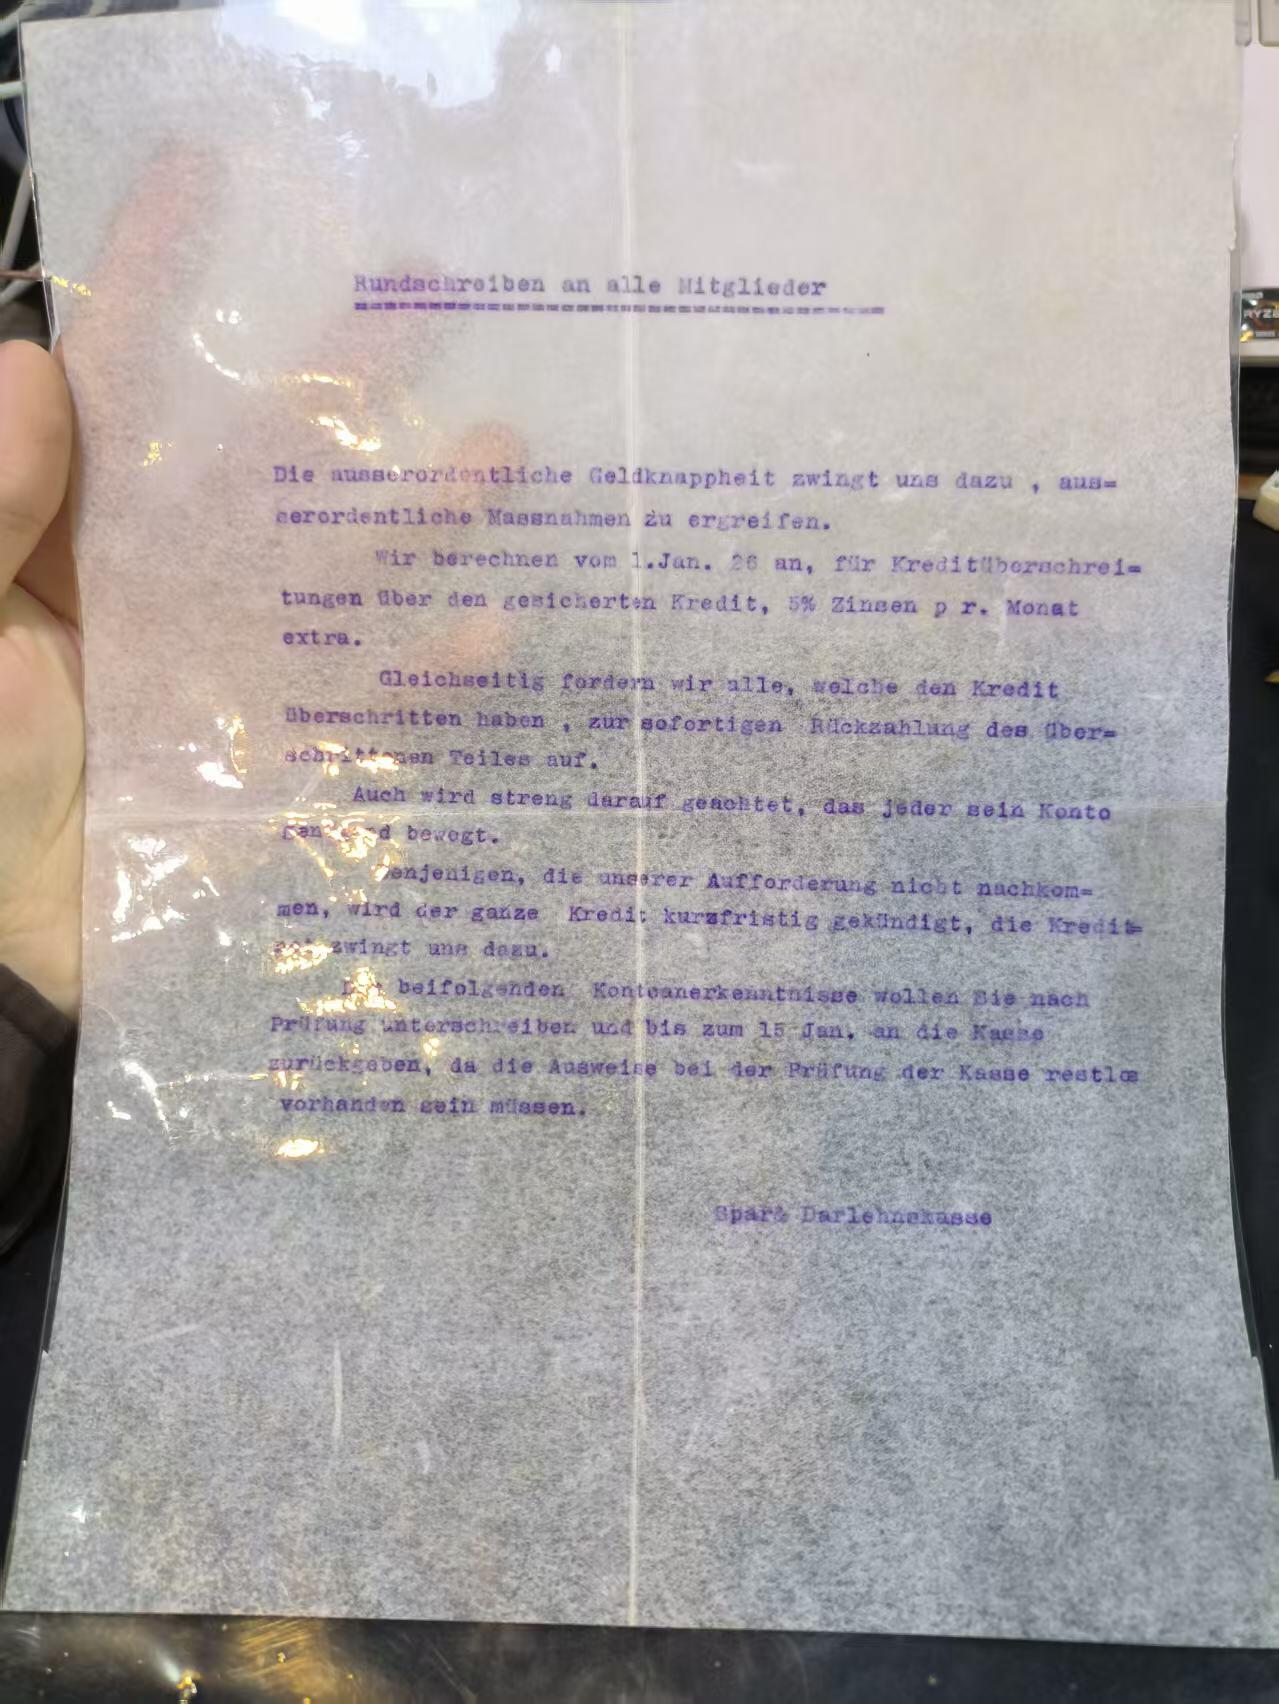 Rundschreiben an alle Mitglieder
Die ausserordentliche Geldknappheit zwingt uns dazu , aus=
serordentliche Massnahmen zu ergreifen.
Wir berechnen vom 1.Jan. 26 an, für Kreditüberschrei=
tungen über den gesicherten Kredit, 5% Zinsen p r. Monat
extra.
Gleichseitig fordern wir alle, welche den Kredit
überschritten haben , zur sofortigen Rückzahlung des über=
schrittenen Teiles auf.
Auch wird streng darauf geachtet, das jeder sein Konto
bewegt.
Denjenigen, die unserer Aufforderung nicht nachkom=
men, wird der ganze Kredit kurzfristig gekündigt, die Kredit=
not zwingt uns dazu.
Die beifolgenden Kontoanerkenntnisse wollen Sie nach
Prüfung unterschreiben und bis zum 15 Jan. an die Kasse
zurückgeben, da die Ausweise bei der Prüfung der Kasse restlos
vorhanden sein müssen.
Spar& Darlehnskasse
RYZE